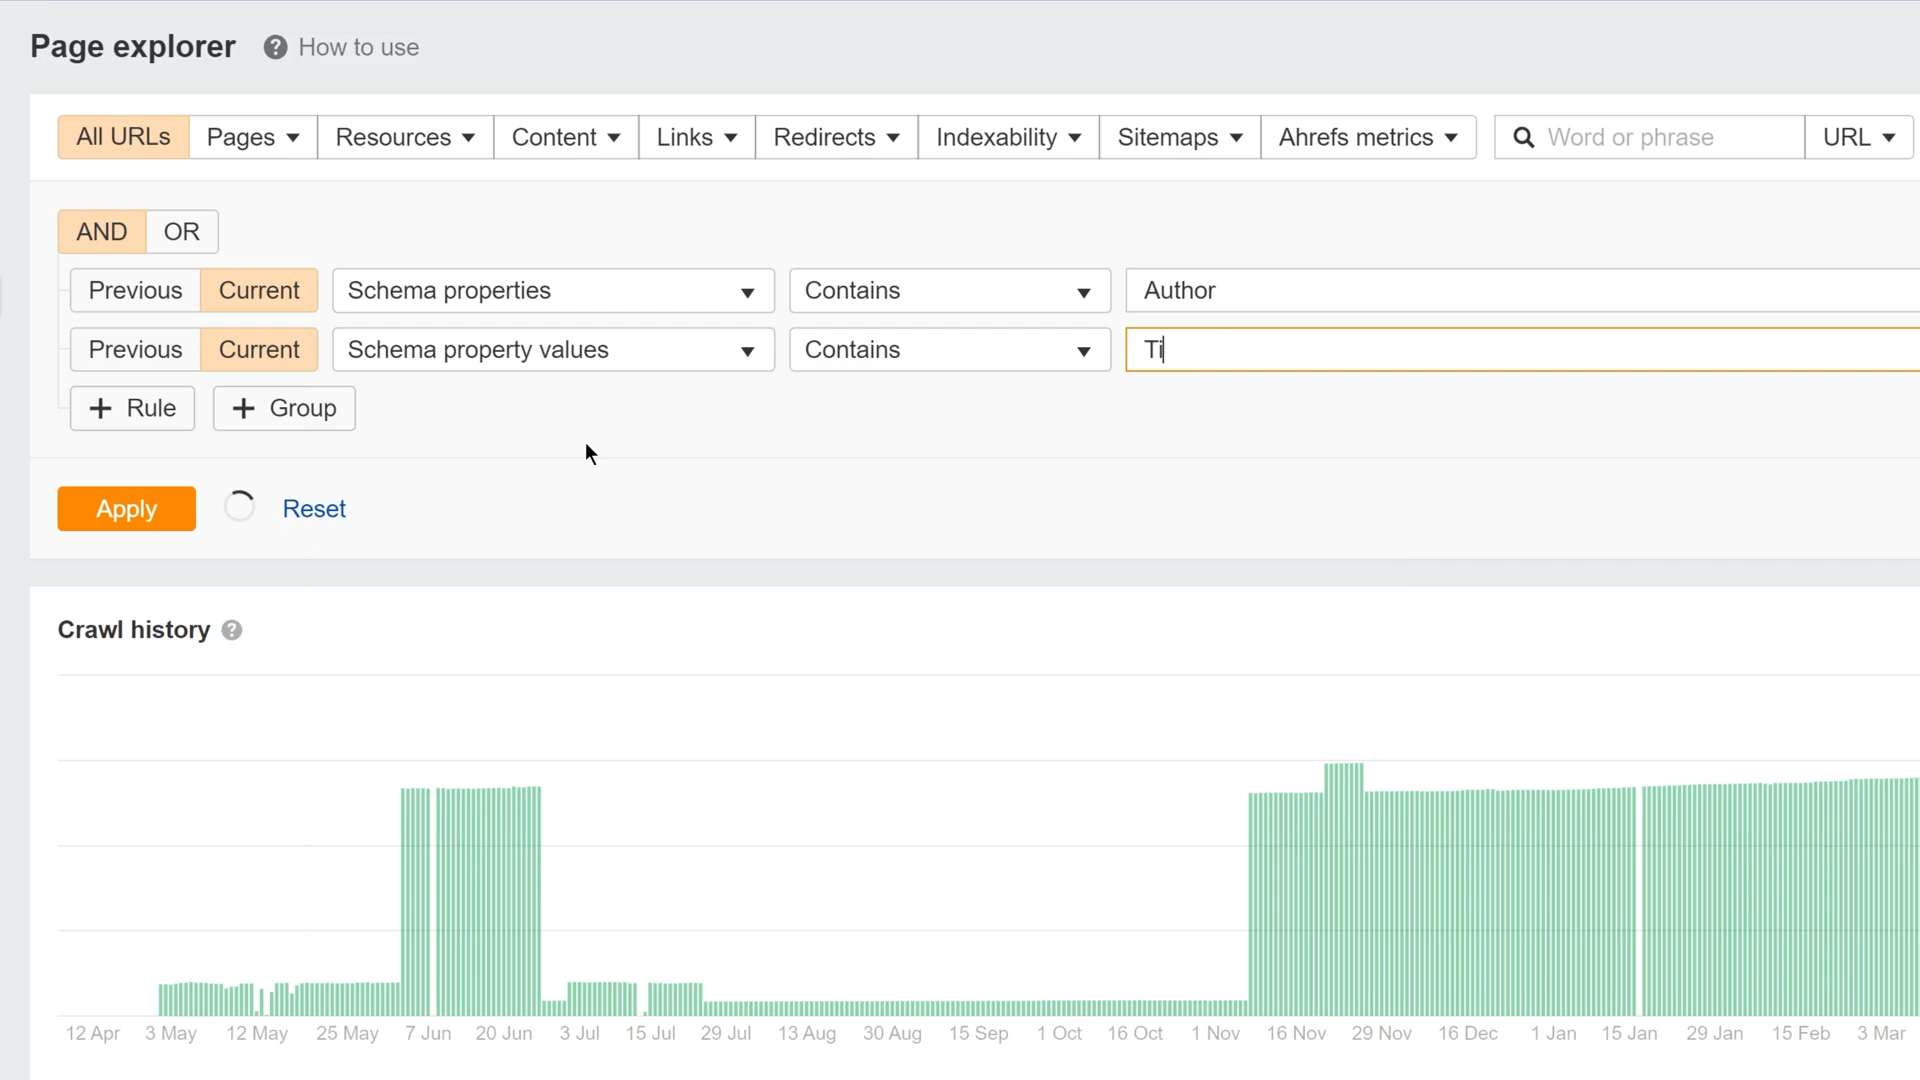 Page explorer How to use
All URLs Pages Resources Content Links Redirects Indexability Sitemaps Ahrefs metrics Word or phrase URL
AND OR
Previous Current Schema properties Contains Author
Previous Current Schema property values Contains Ti
+ Rule + Group
Apply Reset
Crawl history
12 Apr 3 May 12 May 25 May 7 Jun 20 Jun 3 Jul 15 Jul 29 Jul 13 Aug 30 Aug 15 Sep 1 Oct 16 Oct 1 Nov 16 Nov 29 Nov 16 Dec 1 Jan 15 Jan 29 Jan 15 Feb 3 Mar